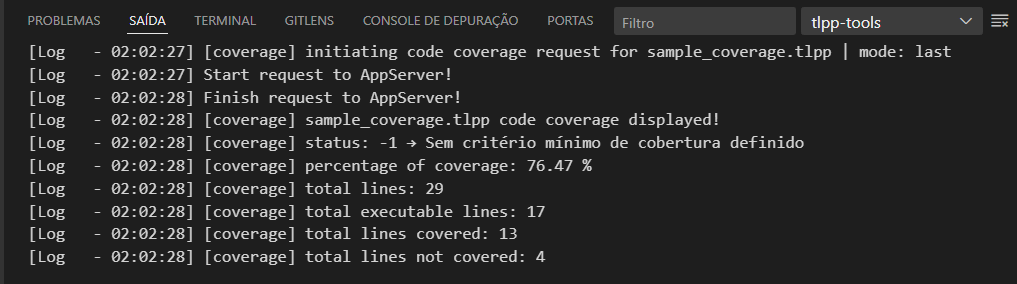 PROBLEMAS SAÍDA TERMINAL GITLENS CONSOLE DE DEPURAÇÃO PORTAS Filtro tlpp-tools
[Log   - 02:02:27] [coverage] initiating code coverage request for sample_coverage.tlpp | mode: last
[Log   - 02:02:27] Start request to AppServer!
[Log   - 02:02:28] Finish request to AppServer!
[Log   - 02:02:28] [coverage] sample_coverage.tlpp code coverage displayed!
[Log   - 02:02:28] [coverage] status: -1 → Sem critério mínimo de cobertura definido
[Log   - 02:02:28] [coverage] percentage of coverage: 76.47 %
[Log   - 02:02:28] [coverage] total lines: 29
[Log   - 02:02:28] [coverage] total executable lines: 17
[Log   - 02:02:28] [coverage] total lines covered: 13
[Log   - 02:02:28] [coverage] total lines not covered: 4